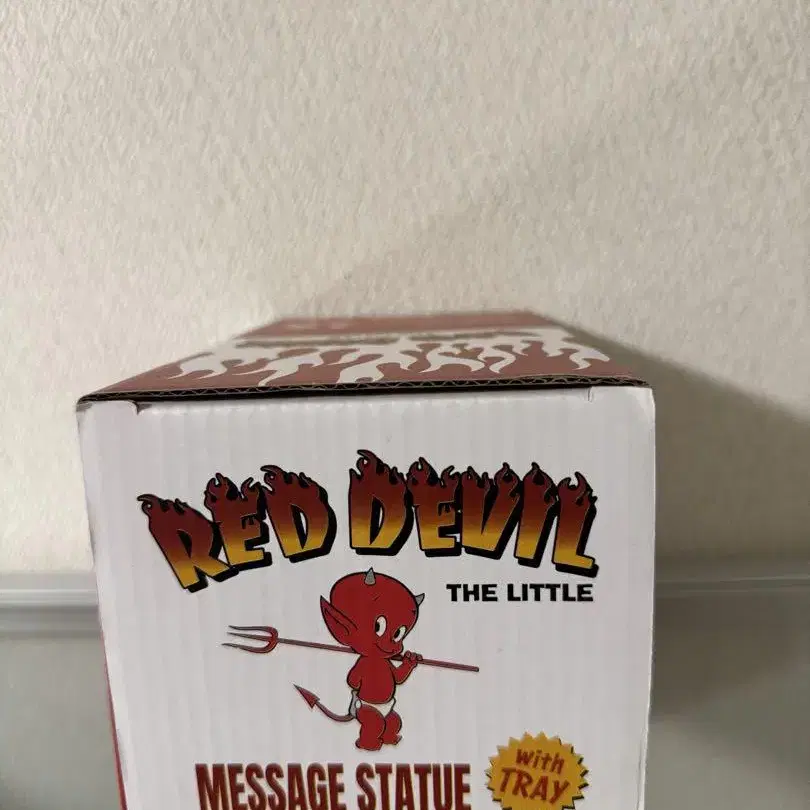 RED DEVIL
THE LITTLE
MESSAGE STATUE
With
TRAY